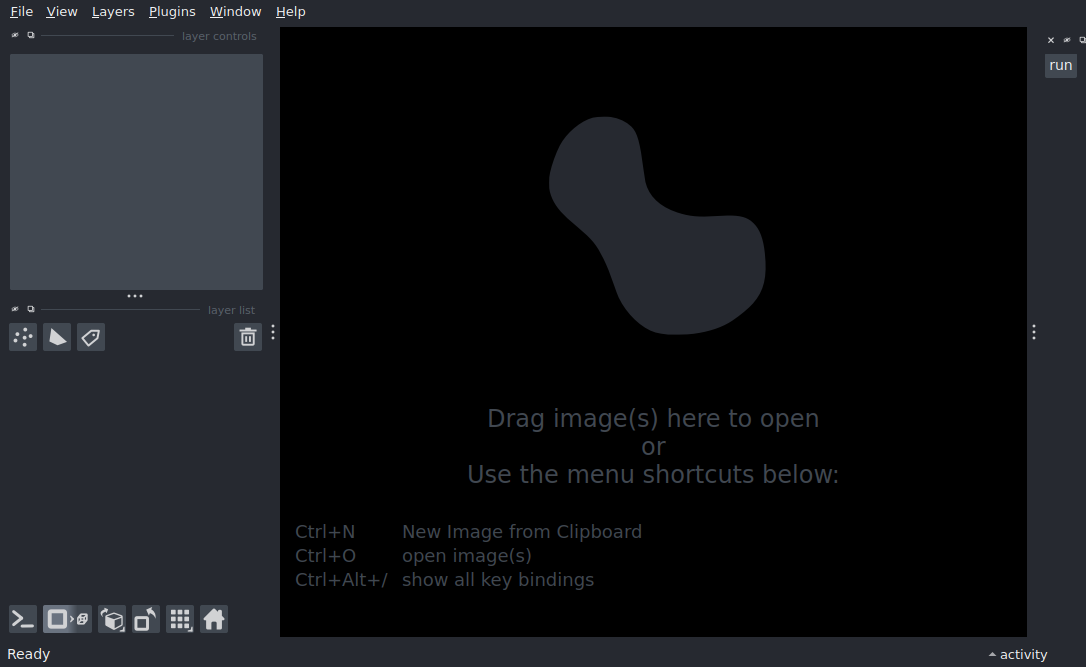 File View Layers Plugins Window Help
layer controls
run
layer list
Drag image(s) here to open
or
Use the menu shortcuts below:
Ctrl+N New Image from Clipboard
Ctrl+O open image(s)
Ctrl+Alt+/ show all key bindings
Ready
activity